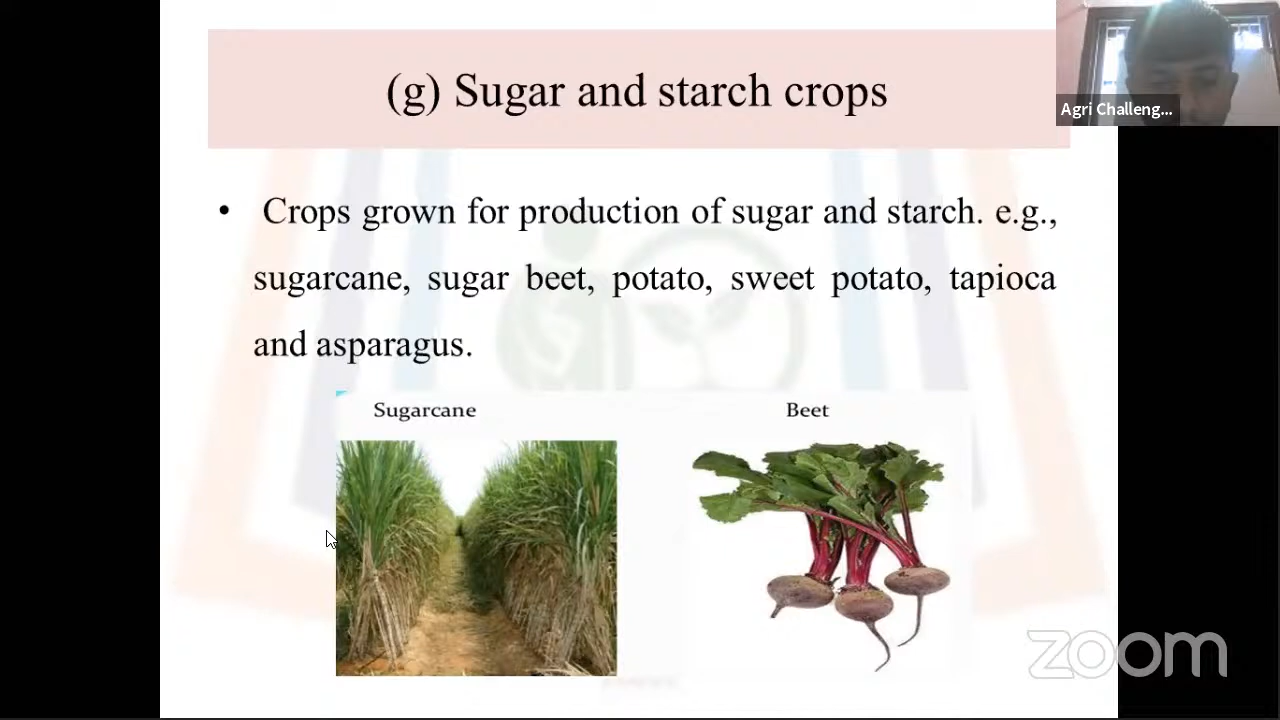 (g) Sugar and starch crops
Agri Challeng...
• Crops grown for production of sugar and starch. e.g.,
sugarcane, sugar beet, potato, sweet potato, tapioca
and asparagus.
Sugarcane
Beet
zoom